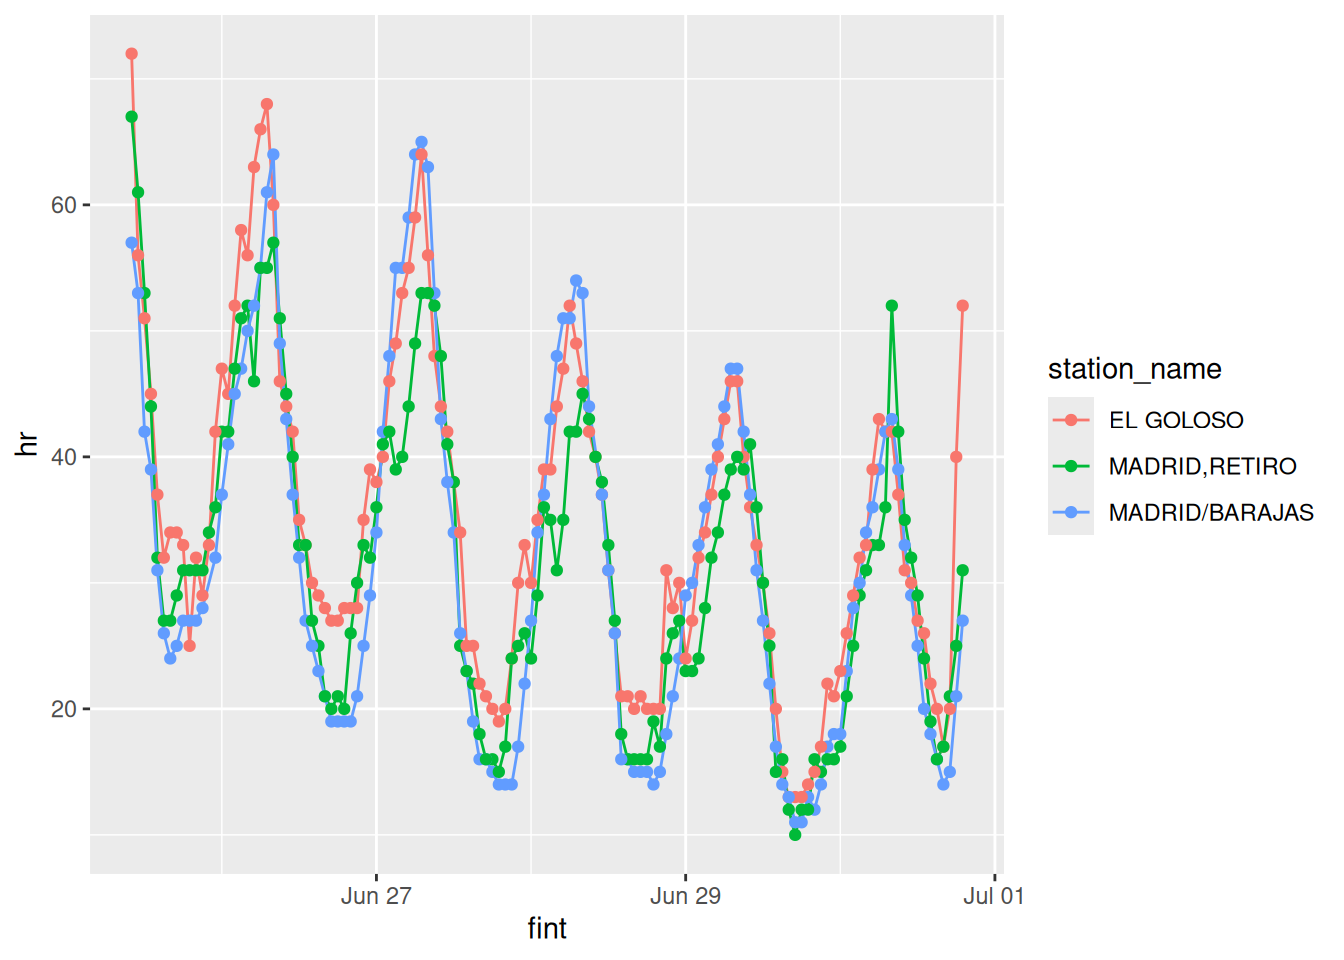 hr
60
40
20
Jun 27
Jun 29
Jul 01
fint
station_name
EL GOLOSO
MADRID,RETIRO
MADRID/BARAJAS